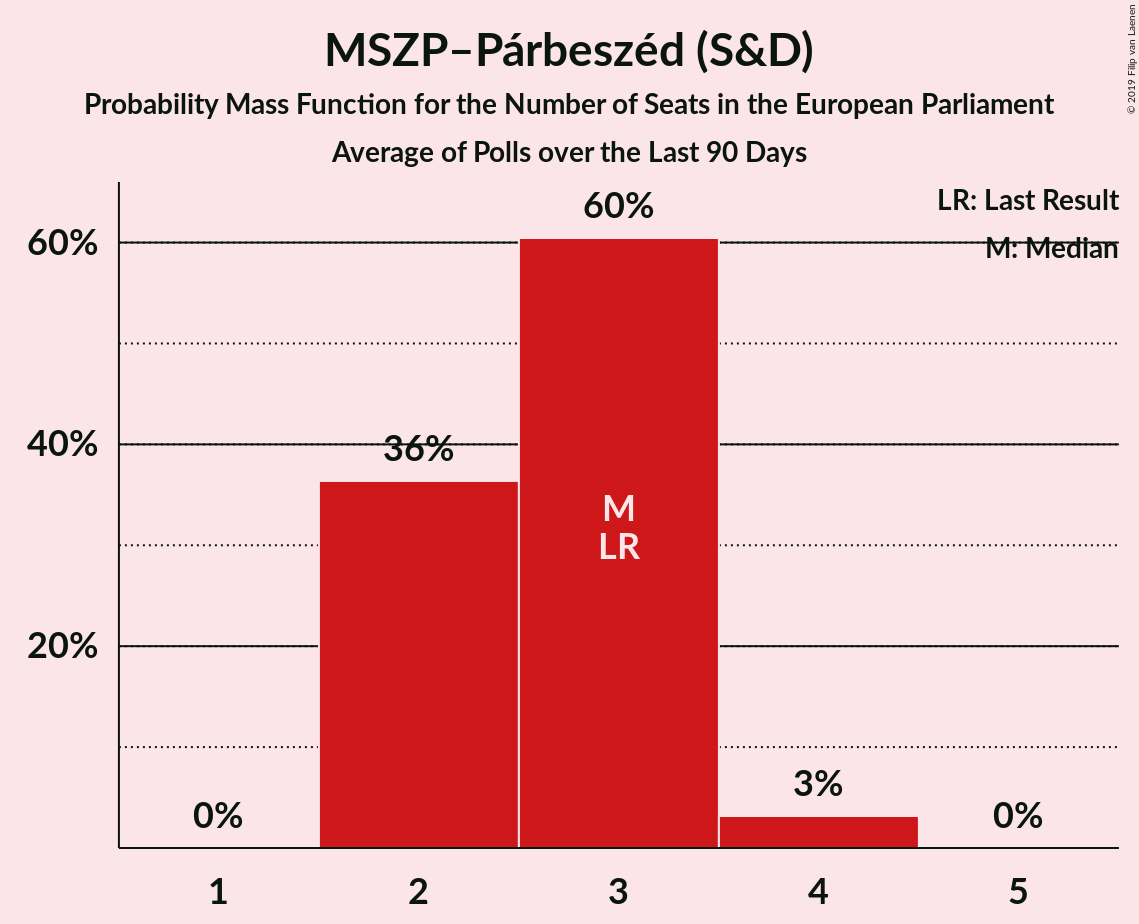 MSZP–Párbeszéd (S&D)
Probability Mass Function for the Number of Seats in the European Parliament
Average of Polls over the Last 90 Days
© 2019 Filip van Laenen
LR: Last Result
M: Median
60%
40%
20%
0%
36%
60%
3%
0%
M
LR
1 2 3 4 5